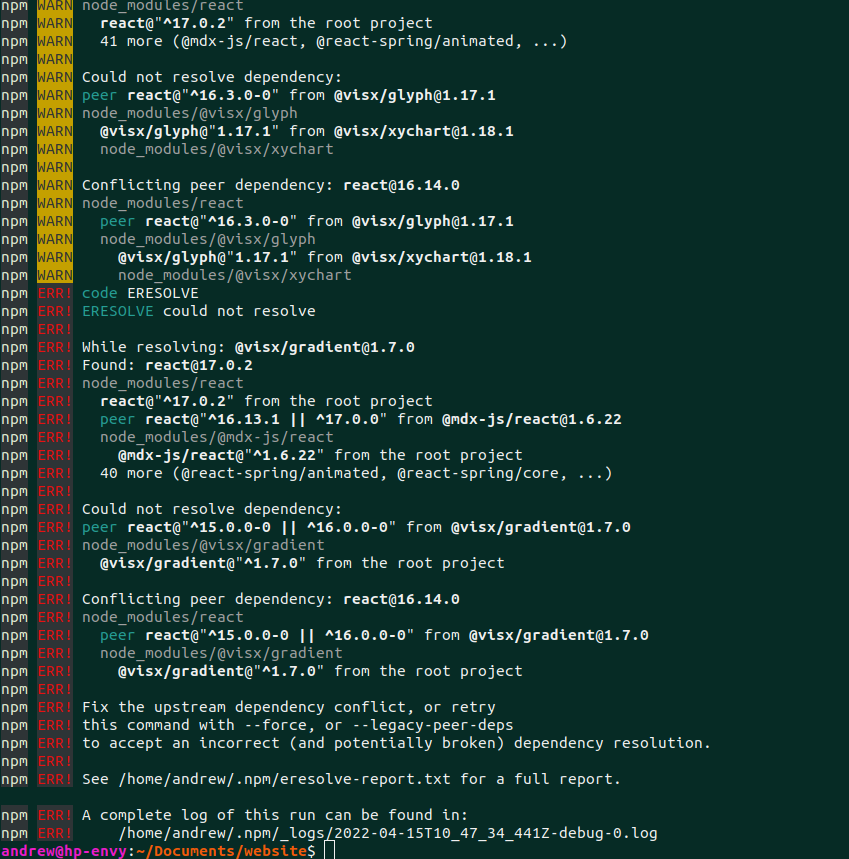 npm WARN node_modules/react
npm WARN   react@"^17.0.2" from the root project
npm WARN   41 more (@mdx-js/react, @react-spring/animated, ...)
npm WARN
npm WARN Could not resolve dependency:
npm WARN peer react@"^16.3.0-0" from @visx/glyph@1.17.1
npm WARN node_modules/@visx/glyph
npm WARN   @visx/glyph@"1.17.1" from @visx/xychart@1.18.1
npm WARN   node_modules/@visx/xychart
npm WARN
npm WARN Conflicting peer dependency: react@16.14.0
npm WARN node_modules/react
npm WARN   peer react@"^16.3.0-0" from @visx/glyph@1.17.1
npm WARN   node_modules/@visx/glyph
npm WARN     @visx/glyph@"1.17.1" from @visx/xychart@1.18.1
npm WARN     node_modules/@visx/xychart
npm ERR! code ERESOLVE
npm ERR! ERESOLVE could not resolve
npm ERR!
npm ERR! While resolving: @visx/gradient@1.7.0
npm ERR! Found: react@17.0.2
npm ERR! node_modules/react
npm ERR!   react@"^17.0.2" from the root project
npm ERR!   peer react@"^16.13.1 || ^17.0.0" from @mdx-js/react@1.6.22
npm ERR!   node_modules/@mdx-js/react
npm ERR!     @mdx-js/react@"^1.6.22" from the root project
npm ERR!   40 more (@react-spring/animated, @react-spring/core, ...)
npm ERR!
npm ERR! Could not resolve dependency:
npm ERR! peer react@"^15.0.0-0 || ^16.0.0-0" from @visx/gradient@1.7.0
npm ERR! node_modules/@visx/gradient
npm ERR!   @visx/gradient@"^1.7.0" from the root project
npm ERR!
npm ERR! Conflicting peer dependency: react@16.14.0
npm ERR! node_modules/react
npm ERR!   peer react@"^15.0.0-0 || ^16.0.0-0" from @visx/gradient@1.7.0
npm ERR!   node_modules/@visx/gradient
npm ERR!     @visx/gradient@"^1.7.0" from the root project
npm ERR!
npm ERR! Fix the upstream dependency conflict, or retry
npm ERR! this command with --force, or --legacy-peer-deps
npm ERR! to accept an incorrect (and potentially broken) dependency resolution.
npm ERR!
npm ERR! See /home/andrew/.npm/eresolve-report.txt for a full report.

npm ERR! A complete log of this run can be found in:
npm ERR!     /home/andrew/.npm/_logs/2022-04-15T10_47_34_441Z-debug-0.log
andrew@hp-envy:~/Documents/website$